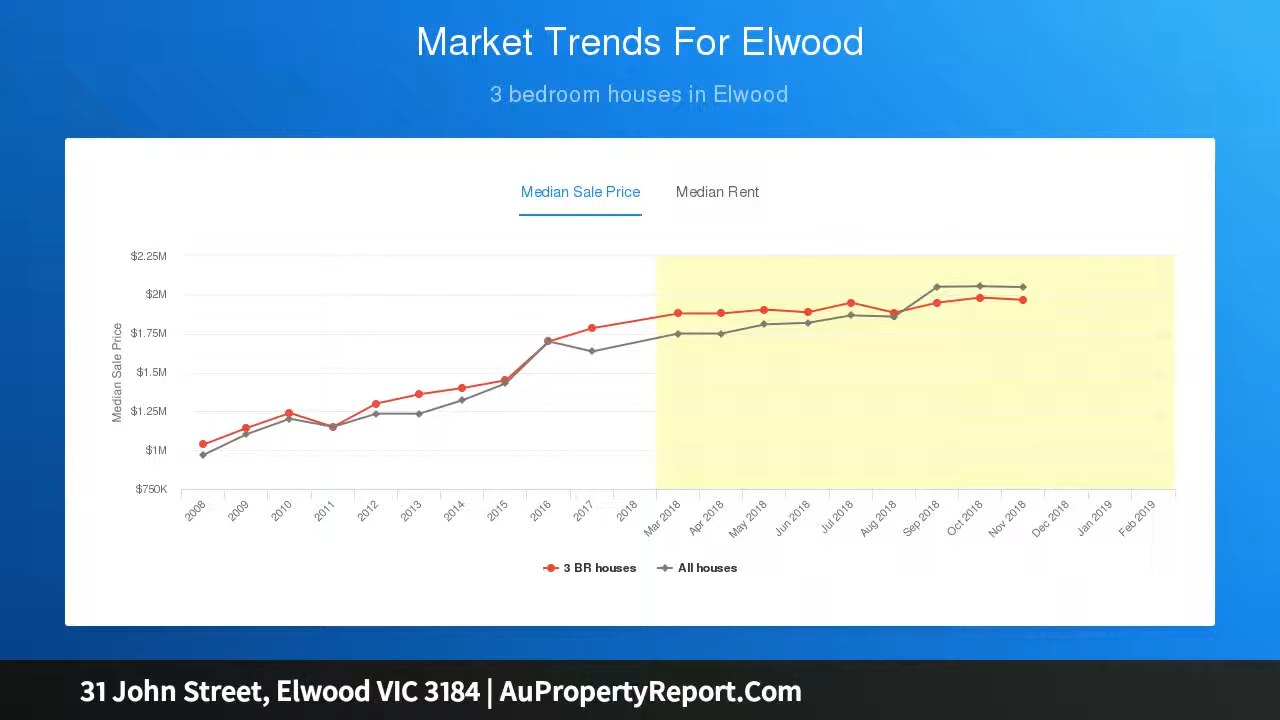 Market Trends For Elwood
3 bedroom houses in Elwood
Median Sale Price Median Rent
Median Sale Price
$2.25M
$2M
$1.75M
$1.5M
$1.25M
$1M
$750K
2008 2009 2010 2011 2012 2013 2014 2015 2016 2017 2018 Mar 2018 Apr 2018 May 2018 Jun 2018 Jul 2018 Aug 2018 Sep 2018 Oct 2018 Nov 2018 Dec 2018 Jan 2019 Feb 2019
3 BR houses All houses
31 John Street, Elwood VIC 3184 | AuPropertyReport.Com